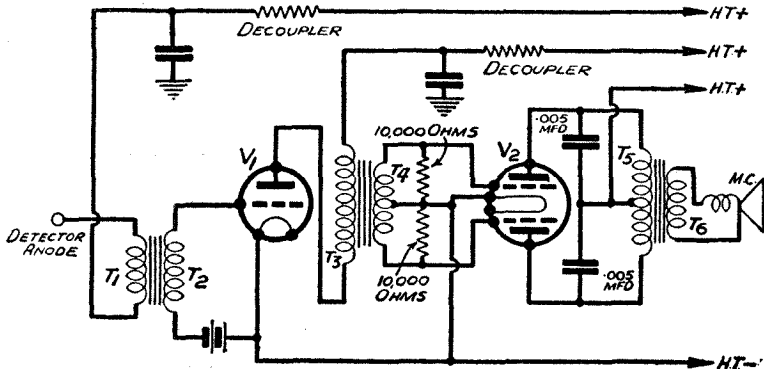 HT+
DECOUPLER
HT+
DECOUPLER
H.T.+
10,000 OHMS
.005
MFD
V1
V2
T5
T4
M.C.
DETECTOR
ANODE
T1
T2
T3
T6
10,000
OHMS
.005
MFD
H.T.-